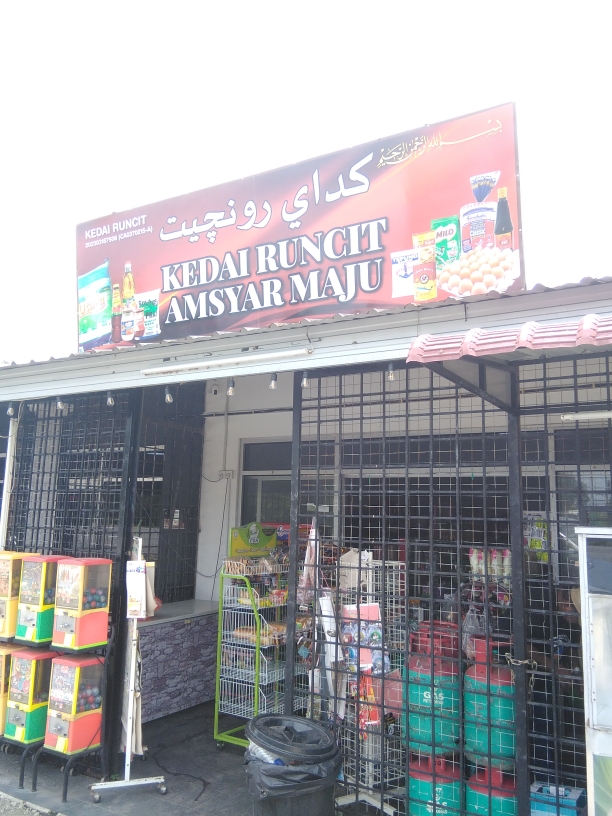 بسم الله الرحمن الرحيم
كداي رونچيت
KEDAI RUNCIT
KEDAI RUNCIT
AMSYAR MAJU
MILO
GAS